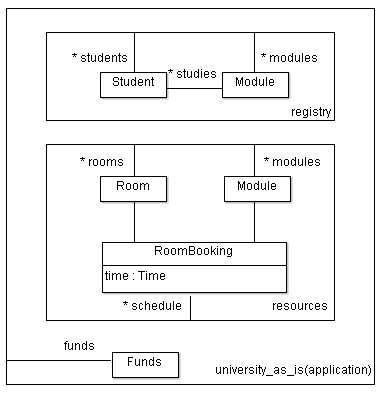 * students
* modules
* studies
Student
Module
registry
* rooms
* modules
Room
Module
RoomBooking
time : Time
* schedule
resources
funds
Funds
university_as_is(application)